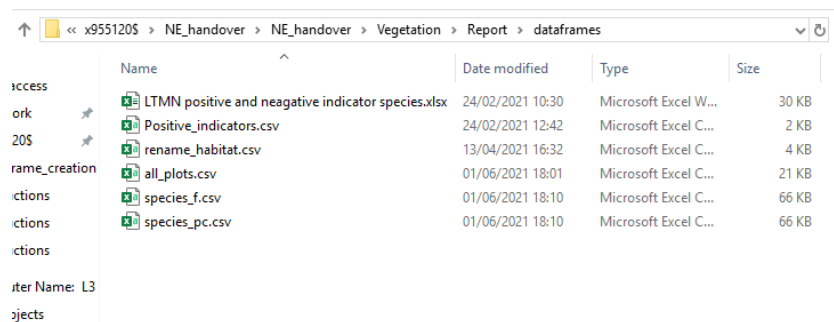 « x955120$ > NE_handover > NE_handover > Vegetation > Report > dataframes
Name Date modified Type Size
access
ork
20$
rame_creation
ctions
ctions
ctions
uter Name: L3
ojects
LTMN positive and neagative indicator species.xlsx 24/02/2021 10:30 Microsoft Excel W... 30 KB
Positive_indicators.csv 24/02/2021 12:42 Microsoft Excel C... 2 KB
rename_habitat.csv 13/04/2021 16:32 Microsoft Excel C... 4 KB
all_plots.csv 01/06/2021 18:01 Microsoft Excel C... 21 KB
species_f.csv 01/06/2021 18:10 Microsoft Excel C... 66 KB
species_pc.csv 01/06/2021 18:10 Microsoft Excel C... 66 KB